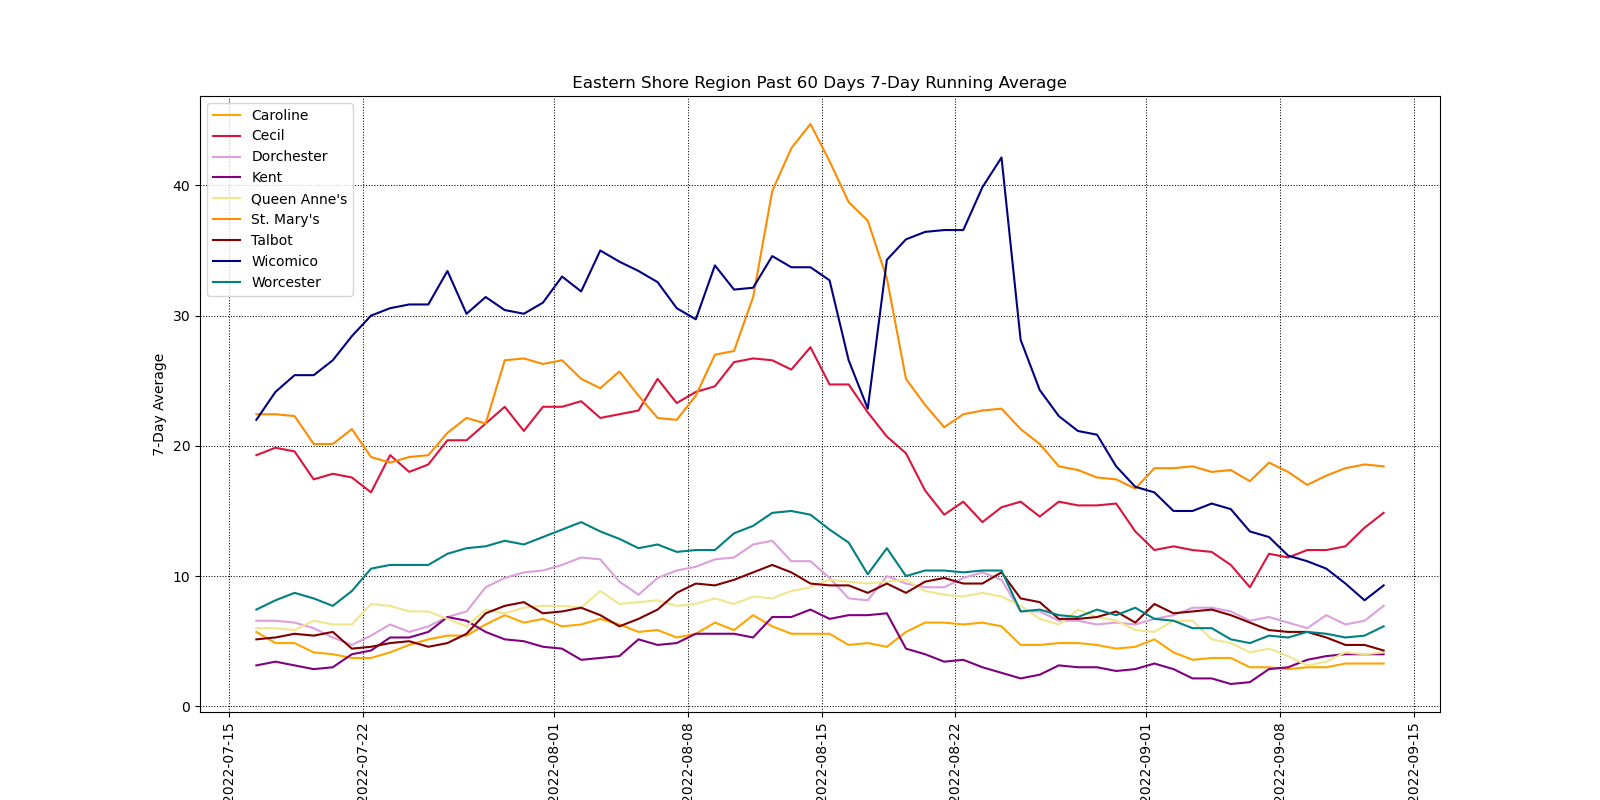 Eastern Shore Region Past 60 Days 7-Day Running Average
Caroline
Cecil
Dorchester
Kent
Queen Anne's
St. Mary's
Talbot
Wicomico
Worcester
7-Day Average
40
30
20
10
0
2022-07-15
2022-07-22
2022-08-01
2022-08-08
2022-08-15
2022-08-22
2022-09-01
2022-09-08
2022-09-15